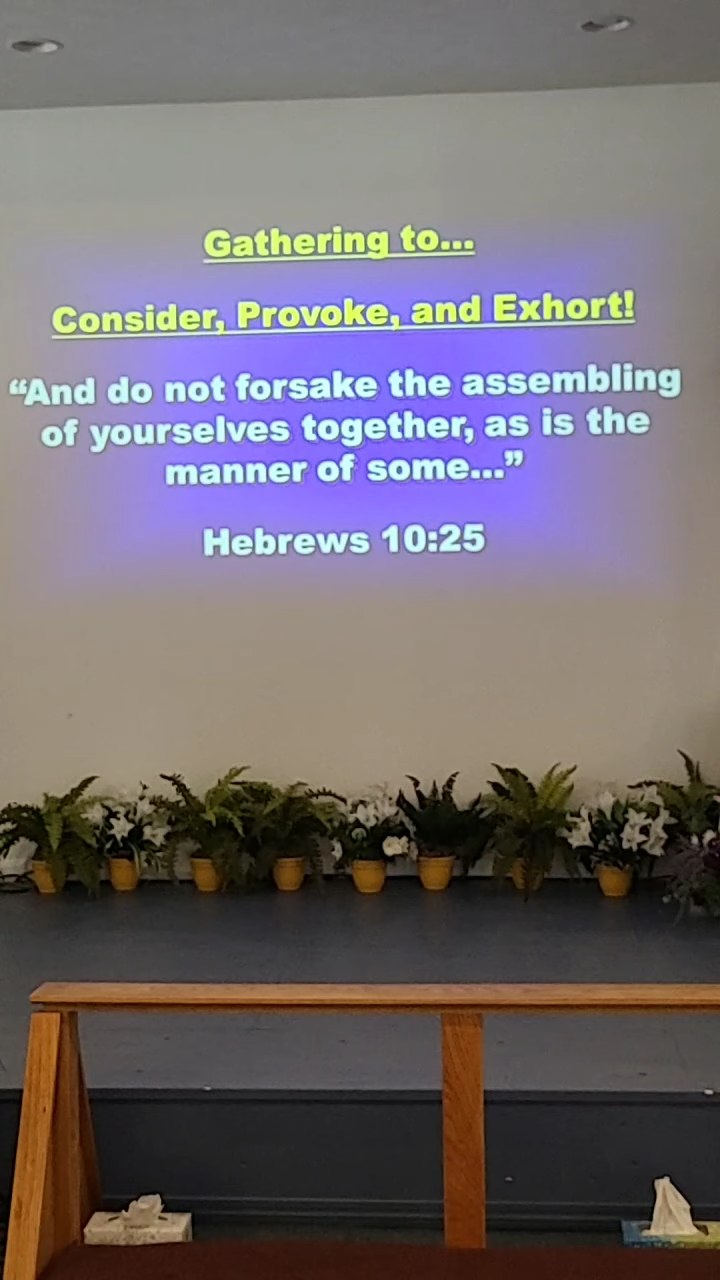 Gathering to...
Consider, Provoke, and Exhort!
“And do not forsake the assembling
of yourselves together, as is the
manner of some...”
Hebrews 10:25